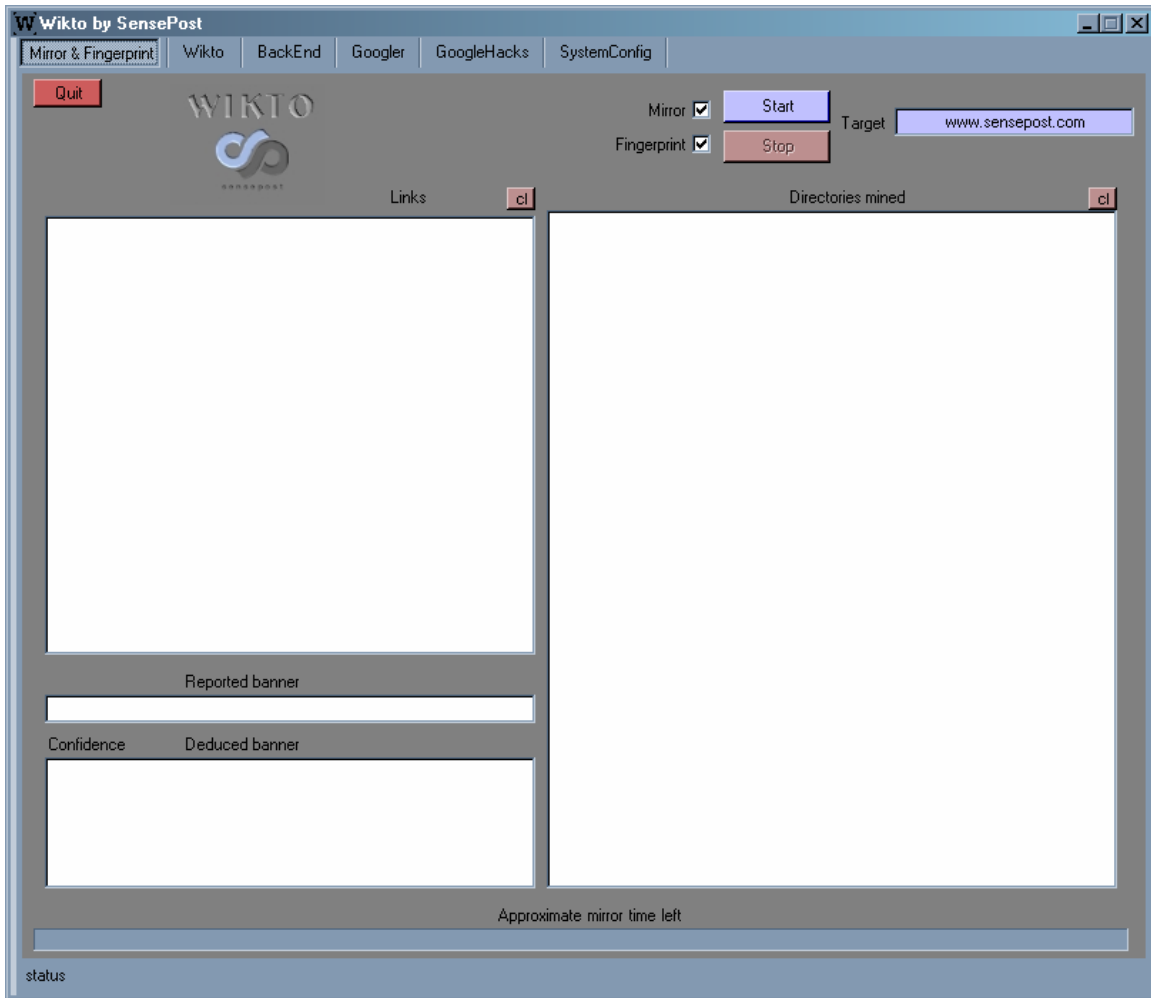 Wikto by SensePost
Mirror & Fingerprint Wikto BackEnd Googler GoogleHacks SystemConfig
Quit
WIKTO
sensepost
Mirror
Start
Target www.sensepost.com
Fingerprint
Stop
Links cl
Directories mined cl
Reported banner
Confidence Deduced banner
Approximate mirror time left
status